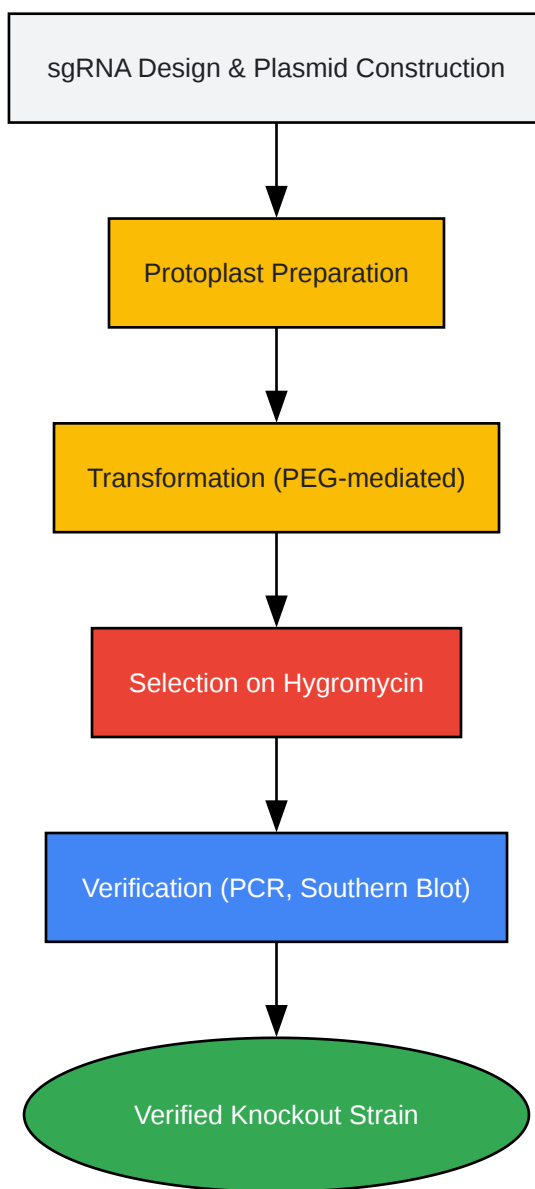 sgRNA Design & Plasmid Construction
Protoplast Preparation
Transformation (PEG-mediated)
Selection on Hygromycin
Verification (PCR, Southern Blot)
Verified Knockout Strain